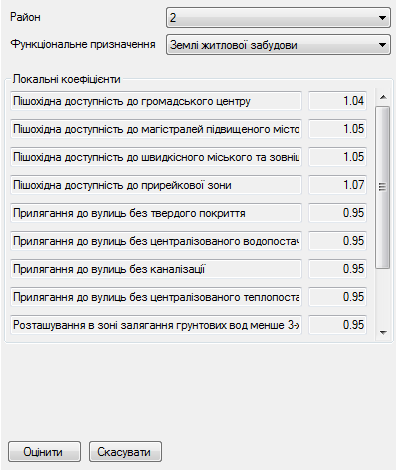 Район 2
Функціональне призначення Землі житлової забудови
Локальні коефіцієнти
Пішохідна доступність до громадського центру 1.04
Пішохідна доступність до магістралей підвищеного місто 1.05
Пішохідна доступність до швидкісного міського та зовніш 1.05
Пішохідна доступність до прирейкової зони 1.07
Прилягання до вулиць без твердого покриття 0.95
Прилягання до вулиць без централізованого водопостач 0.95
Прилягання до вулиць без каналізації 0.95
Прилягання до вулиць без централізованого теплопоста 0.95
Розташування в зоні залягання грунтових вод менше 3-х 0.95
Оцінити Скасувати